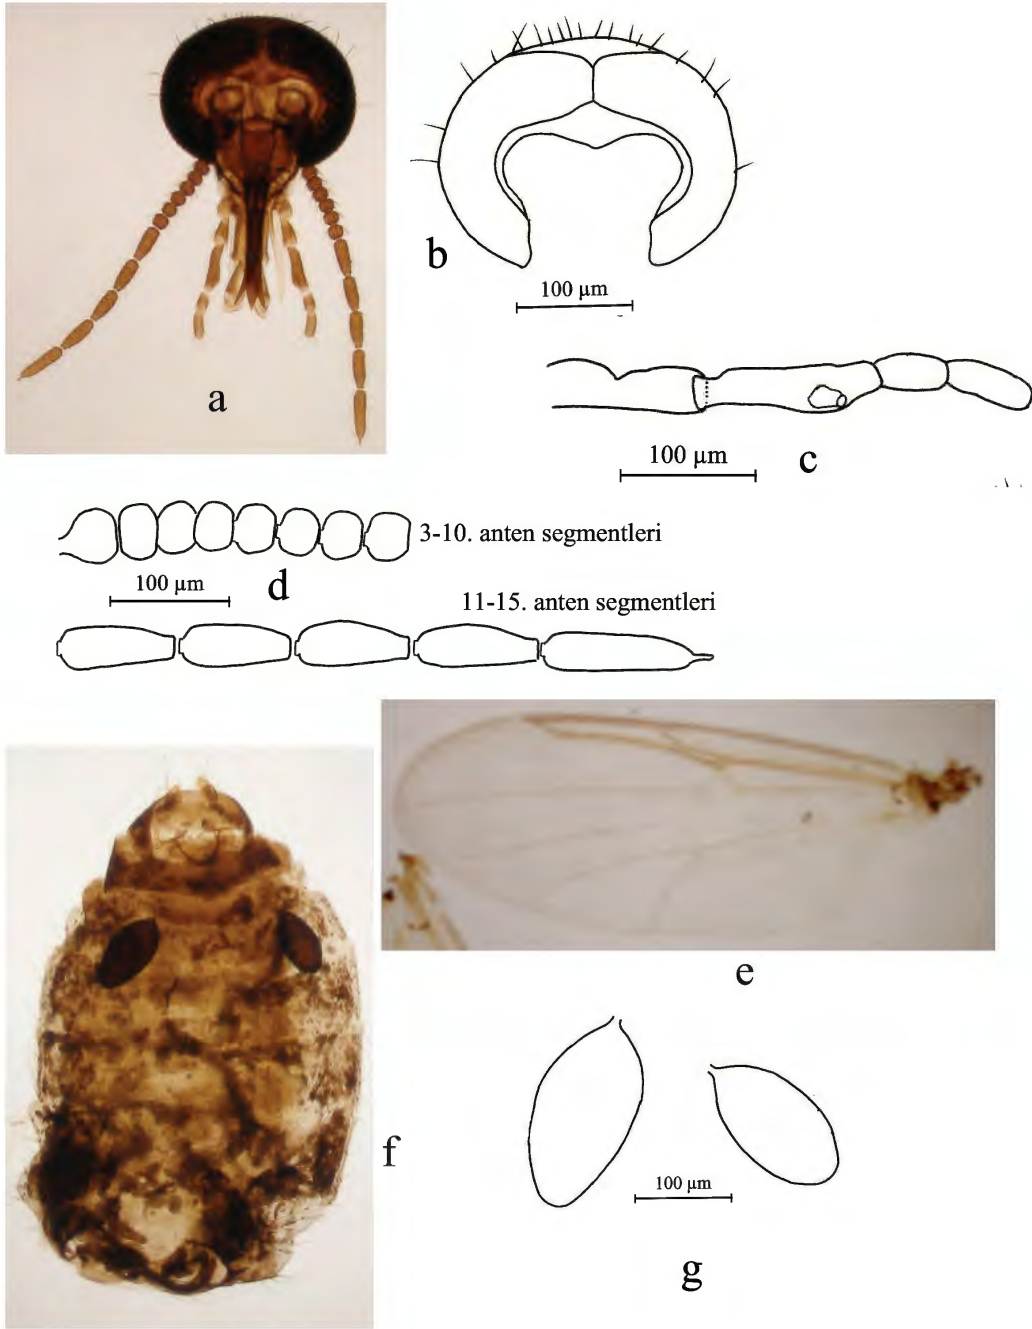 a
b
100 µm
c
100 µm
3-10. anten segmentleri
d
100 µm
11-15. anten segmentleri
e
f
100 µm
g